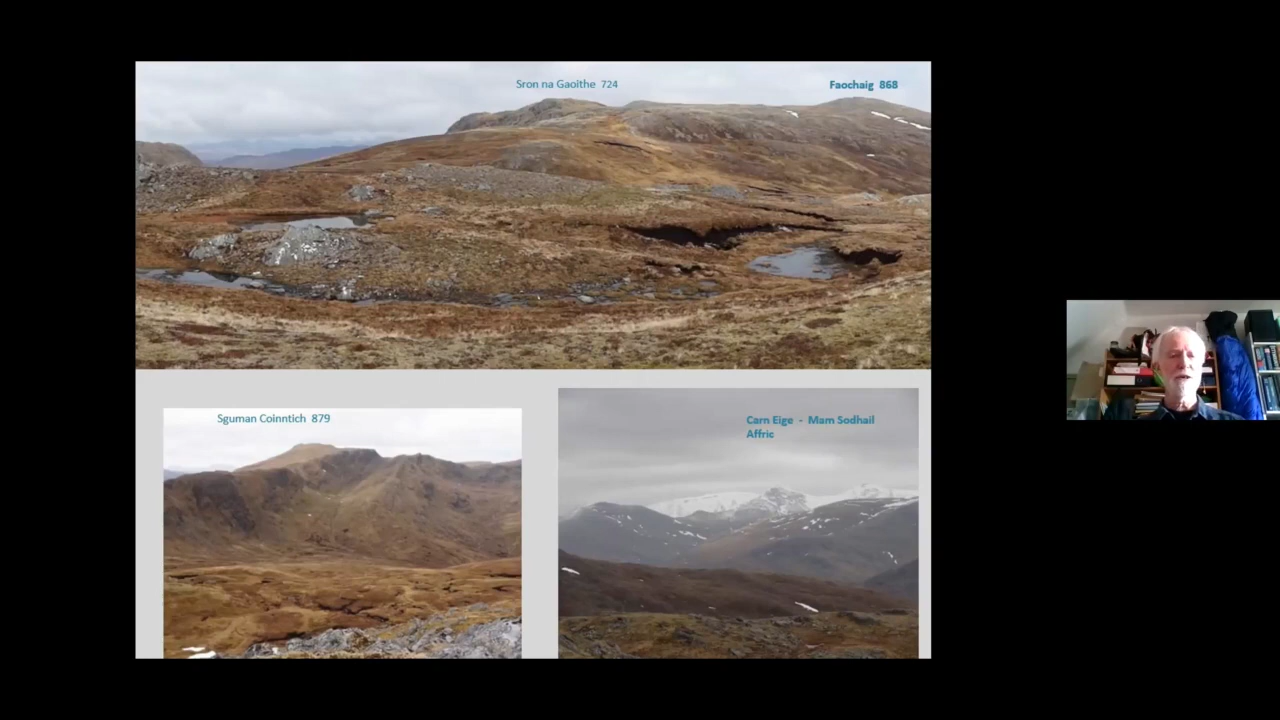 Sron na Gaoithe 724
Faochaig 868
Sguman Coinntich 879
Carn Eige - Mam Sodhail
Affric